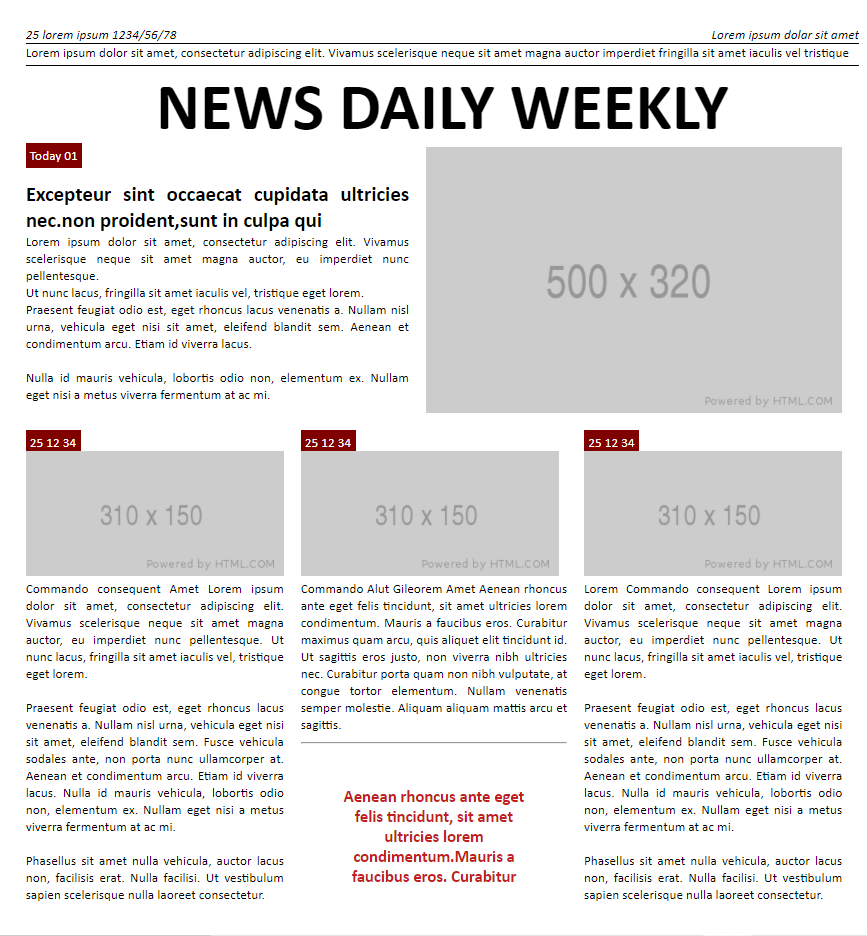 25 lorem ipsum 1234/56/78
Lorem ipsum dolar sit amet
Lorem ipsum dolor sit amet, consectetur adipiscing elit. Vivamus scelerisque neque sit amet magna auctor imperdiet fringilla sit amet iaculis vel tristique
NEWS DAILY WEEKLY
Today 01
Excepteur sint occaecat cupidata ultricies
nec.non proident,sunt in culpa qui
Lorem ipsum dolor sit amet, consectetur adipiscing elit. Vivamus
scelerisque neque sit amet magna auctor, eu imperdiet nunc
pellentesque.
Ut nunc lacus, fringilla sit amet iaculis vel, tristique eget lorem.
Praesent feugiat odio est, eget rhoncus lacus venenatis a. Nullam nisl
urna, vehicula eget nisi sit amet, eleifend blandit sem. Aenean et
condimentum arcu. Etiam id viverra lacus.
Nulla id mauris vehicula, lobortis odio non, elementum ex. Nullam
eget nisi a metus viverra fermentum at ac mi.
500 x 320
Powered by HTML.COM
25 12 34
310 x 150
Powered by HTML.COM
Commando consequent Amet Lorem ipsum
dolor sit amet, consectetur adipiscing elit.
Vivamus scelerisque neque sit amet magna
auctor, eu imperdiet nunc pellentesque. Ut
nunc lacus, fringilla sit amet iaculis vel, tristique
eget lorem.
Praesent feugiat odio est, eget rhoncus lacus
venenatis a. Nullam nisl urna, vehicula eget nisi
sit amet, eleifend blandit sem. Fusce vehicula
sodales ante, non porta nunc ullamcorper at.
Aenean et condimentum arcu. Etiam id viverra
lacus. Nulla id mauris vehicula, lobortis odio
non, elementum ex. Nullam eget nisi a metus
viverra fermentum at ac mi.
Phasellus sit amet nulla vehicula, auctor lacus
non, facilisis erat. Nulla facilisi. Ut vestibulum
sapien scelerisque nulla laoreet consectetur.
25 12 34
310 x 150
Powered by HTML.COM
Commando Alut Gileorem Amet Aenean rhoncus
ante eget felis tincidunt, sit amet ultricies lorem
condimentum. Mauris a faucibus eros. Curabitur
maximus quam arcu, quis aliquet elit tincidunt id.
Ut sagittis eros justo, non viverra nibh ultricies
nec. Curabitur porta quam non nibh vulputate, at
congue tortor elementum. Nullam venenatis
semper molestie. Aliquam aliquam mattis arcu et
sagittis.
Aenean rhoncus ante eget
felis tincidunt, sit amet
ultricies lorem
condimentum.Mauris a
faucibus eros. Curabitur
25 12 34
310 x 150
Powered by HTML.COM
Lorem Commando consequent Lorem ipsum
dolor sit amet, consectetur adipiscing elit.
Vivamus scelerisque neque sit amet magna
auctor, eu imperdiet nunc pellentesque. Ut
nunc lacus, fringilla sit amet iaculis vel, tristique
eget lorem.
Praesent feugiat odio est, eget rhoncus lacus
venenatis a. Nullam nisl urna, vehicula eget nisi
sit amet, eleifend blandit sem. Fusce vehicula
sodales ante, non porta nunc ullamcorper at.
Aenean et condimentum arcu. Etiam id viverra
lacus. Nulla id mauris vehicula, lobortis odio
non, elementum ex. Nullam eget nisi a metus
viverra fermentum at ac mi.
Phasellus sit amet nulla vehicula, auctor lacus
non, facilisis erat. Nulla facilisi. Ut vestibulum
sapien scelerisque nulla laoreet consectetur.